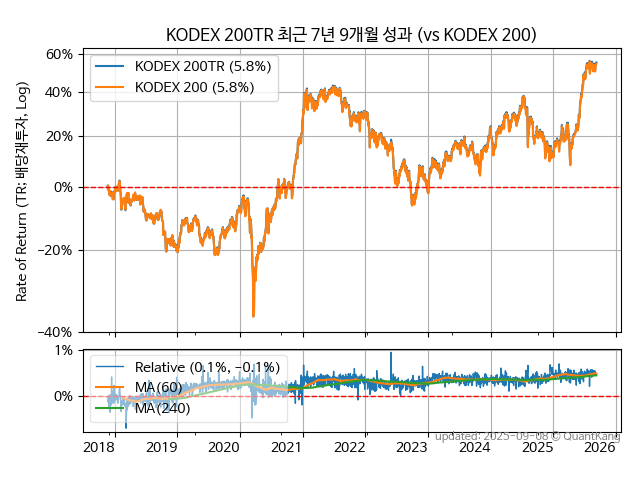 KODEX 200TR 최근 7년 9개월 성과 (vs KODEX 200)
Rate of Return (TR: 배당재투자, Log)
60%
40%
20%
0%
−20%
−40%
KODEX 200TR (5.8%)
KODEX 200 (5.8%)
1%
0%
Relative (0.1%, −0.1%)
MA(60)
MA(240)
2018 2019 2020 2021 2022 2023 2024 2025 2026
updated: 2025-09-08 © QuantKang